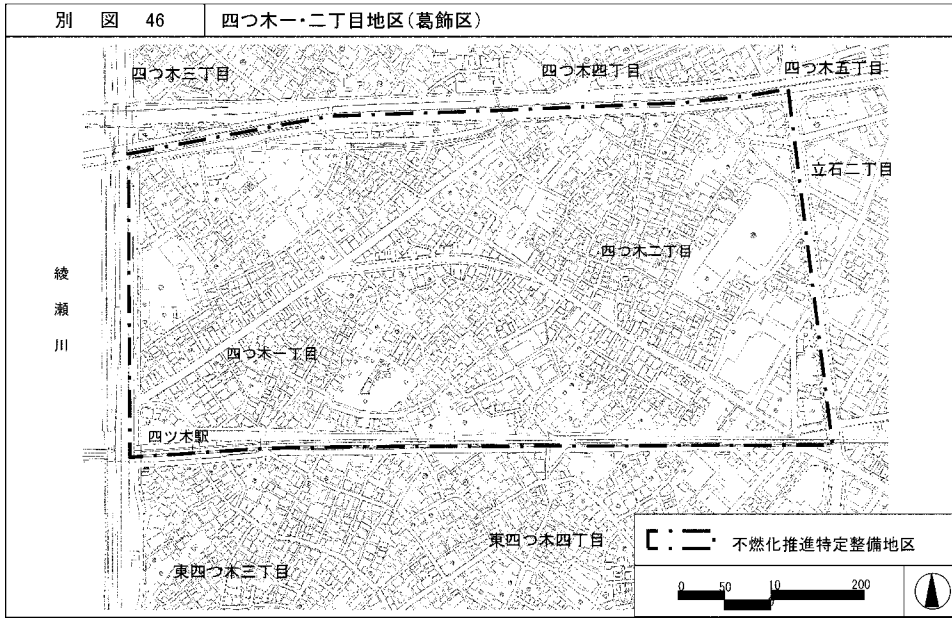 別 図 46
四つ木一・二丁目地区(葛飾区)
四つ木三丁目
四つ木四丁目
四つ木五丁目
立石二丁目
四つ木二丁目
綾瀬川
四つ木一丁目
四ツ木駅
東四つ木四丁目
東四つ木三丁目
不燃化推進特定整備地区
0 50 10 200